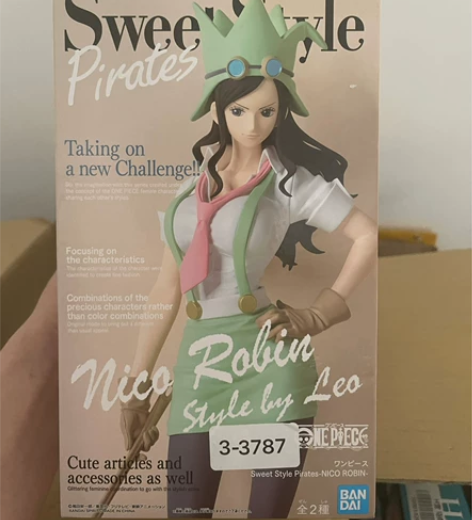 Sweet Style
Pirates
Taking on
a new Challenge!!
Focusing on
the characteristics
Combinations of the
precious characters rather
than color combinations
Nico Robin
Style by Leo
3-3787
ONE PIECE
ワンピース
Sweet Style Pirates-NICO ROBIN-
Cute articles and
accessories as well
全2種
BAN
DAI